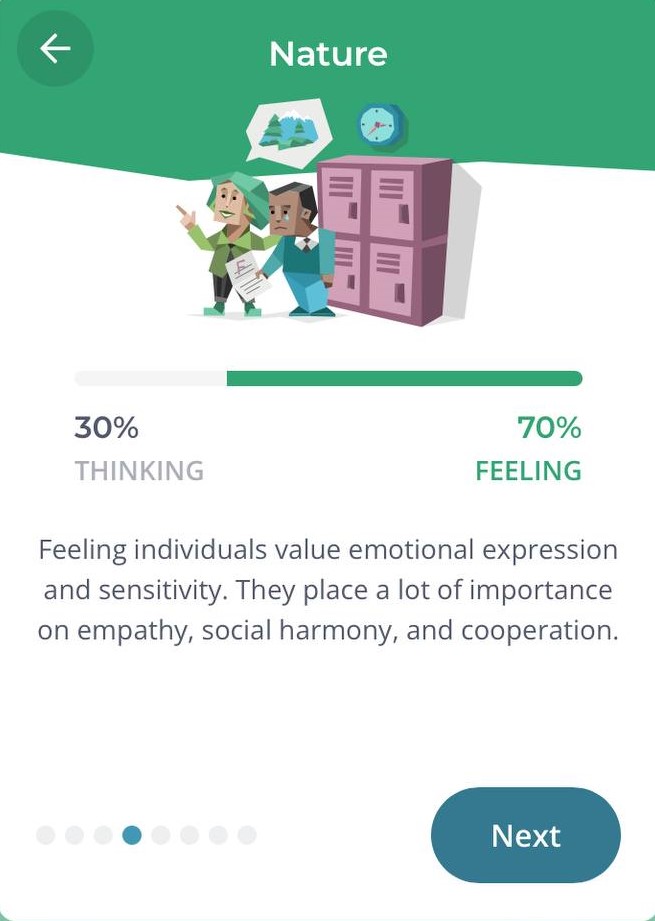 Nature
F
30%
70%
THINKING
FEELING
Feeling individuals value emotional expression
and sensitivity. They place a lot of importance
on empathy, social harmony, and cooperation.
Next